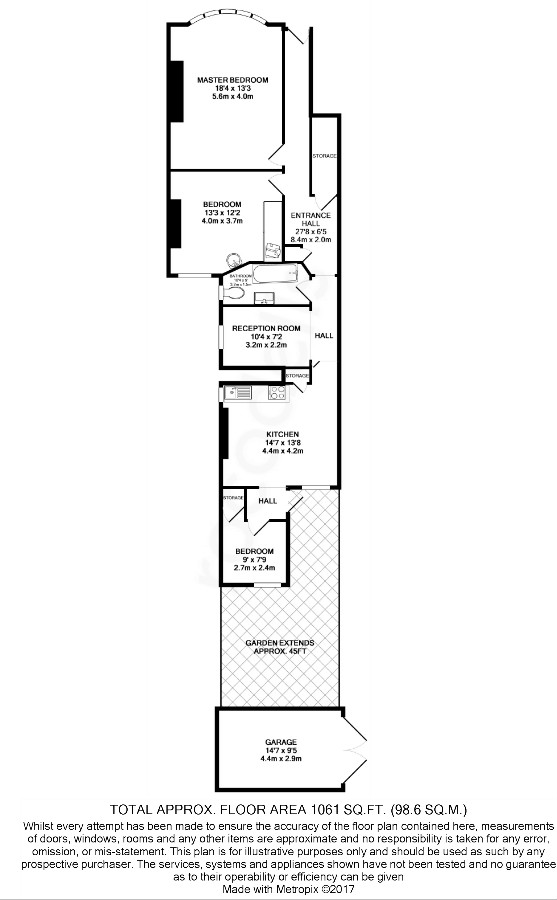 MASTER BEDROOM
18'4 x 13'3
5.6m x 4.0m
STORAGE
BEDROOM
13'3 x 12'2
4.0m x 3.7m
ENTRANCE
HALL
27'8 x 6'5
8.4m x 2.0m
BATHROOM
RECEPTION ROOM
10'4 x 7'2
3.2m x 2.2m
HALL
STORAGE
KITCHEN
14'7 x 13'8
4.4m x 4.2m
STORAGE
HALL
BEDROOM
9' x 7'9
2.7m x 2.4m
GARDEN EXTENDS
APPROX. 45FT
GARAGE
14'7 x 9'5
4.4m x 2.9m
TOTAL APPROX. FLOOR AREA 1061 SQ.FT. (98.6 SQ.M.)
Whilst every attempt has been made to ensure the accuracy of the floor plan contained here, measurements
of doors, windows, rooms and any other items are approximate and no responsibility is taken for any error,
omission, or mis-statement. This plan is for illustrative purposes only and should be used as such by any
prospective purchaser. The services, systems and appliances shown have not been tested and no guarantee
as to their operability or efficiency can be given
Made with Metropix ©2017